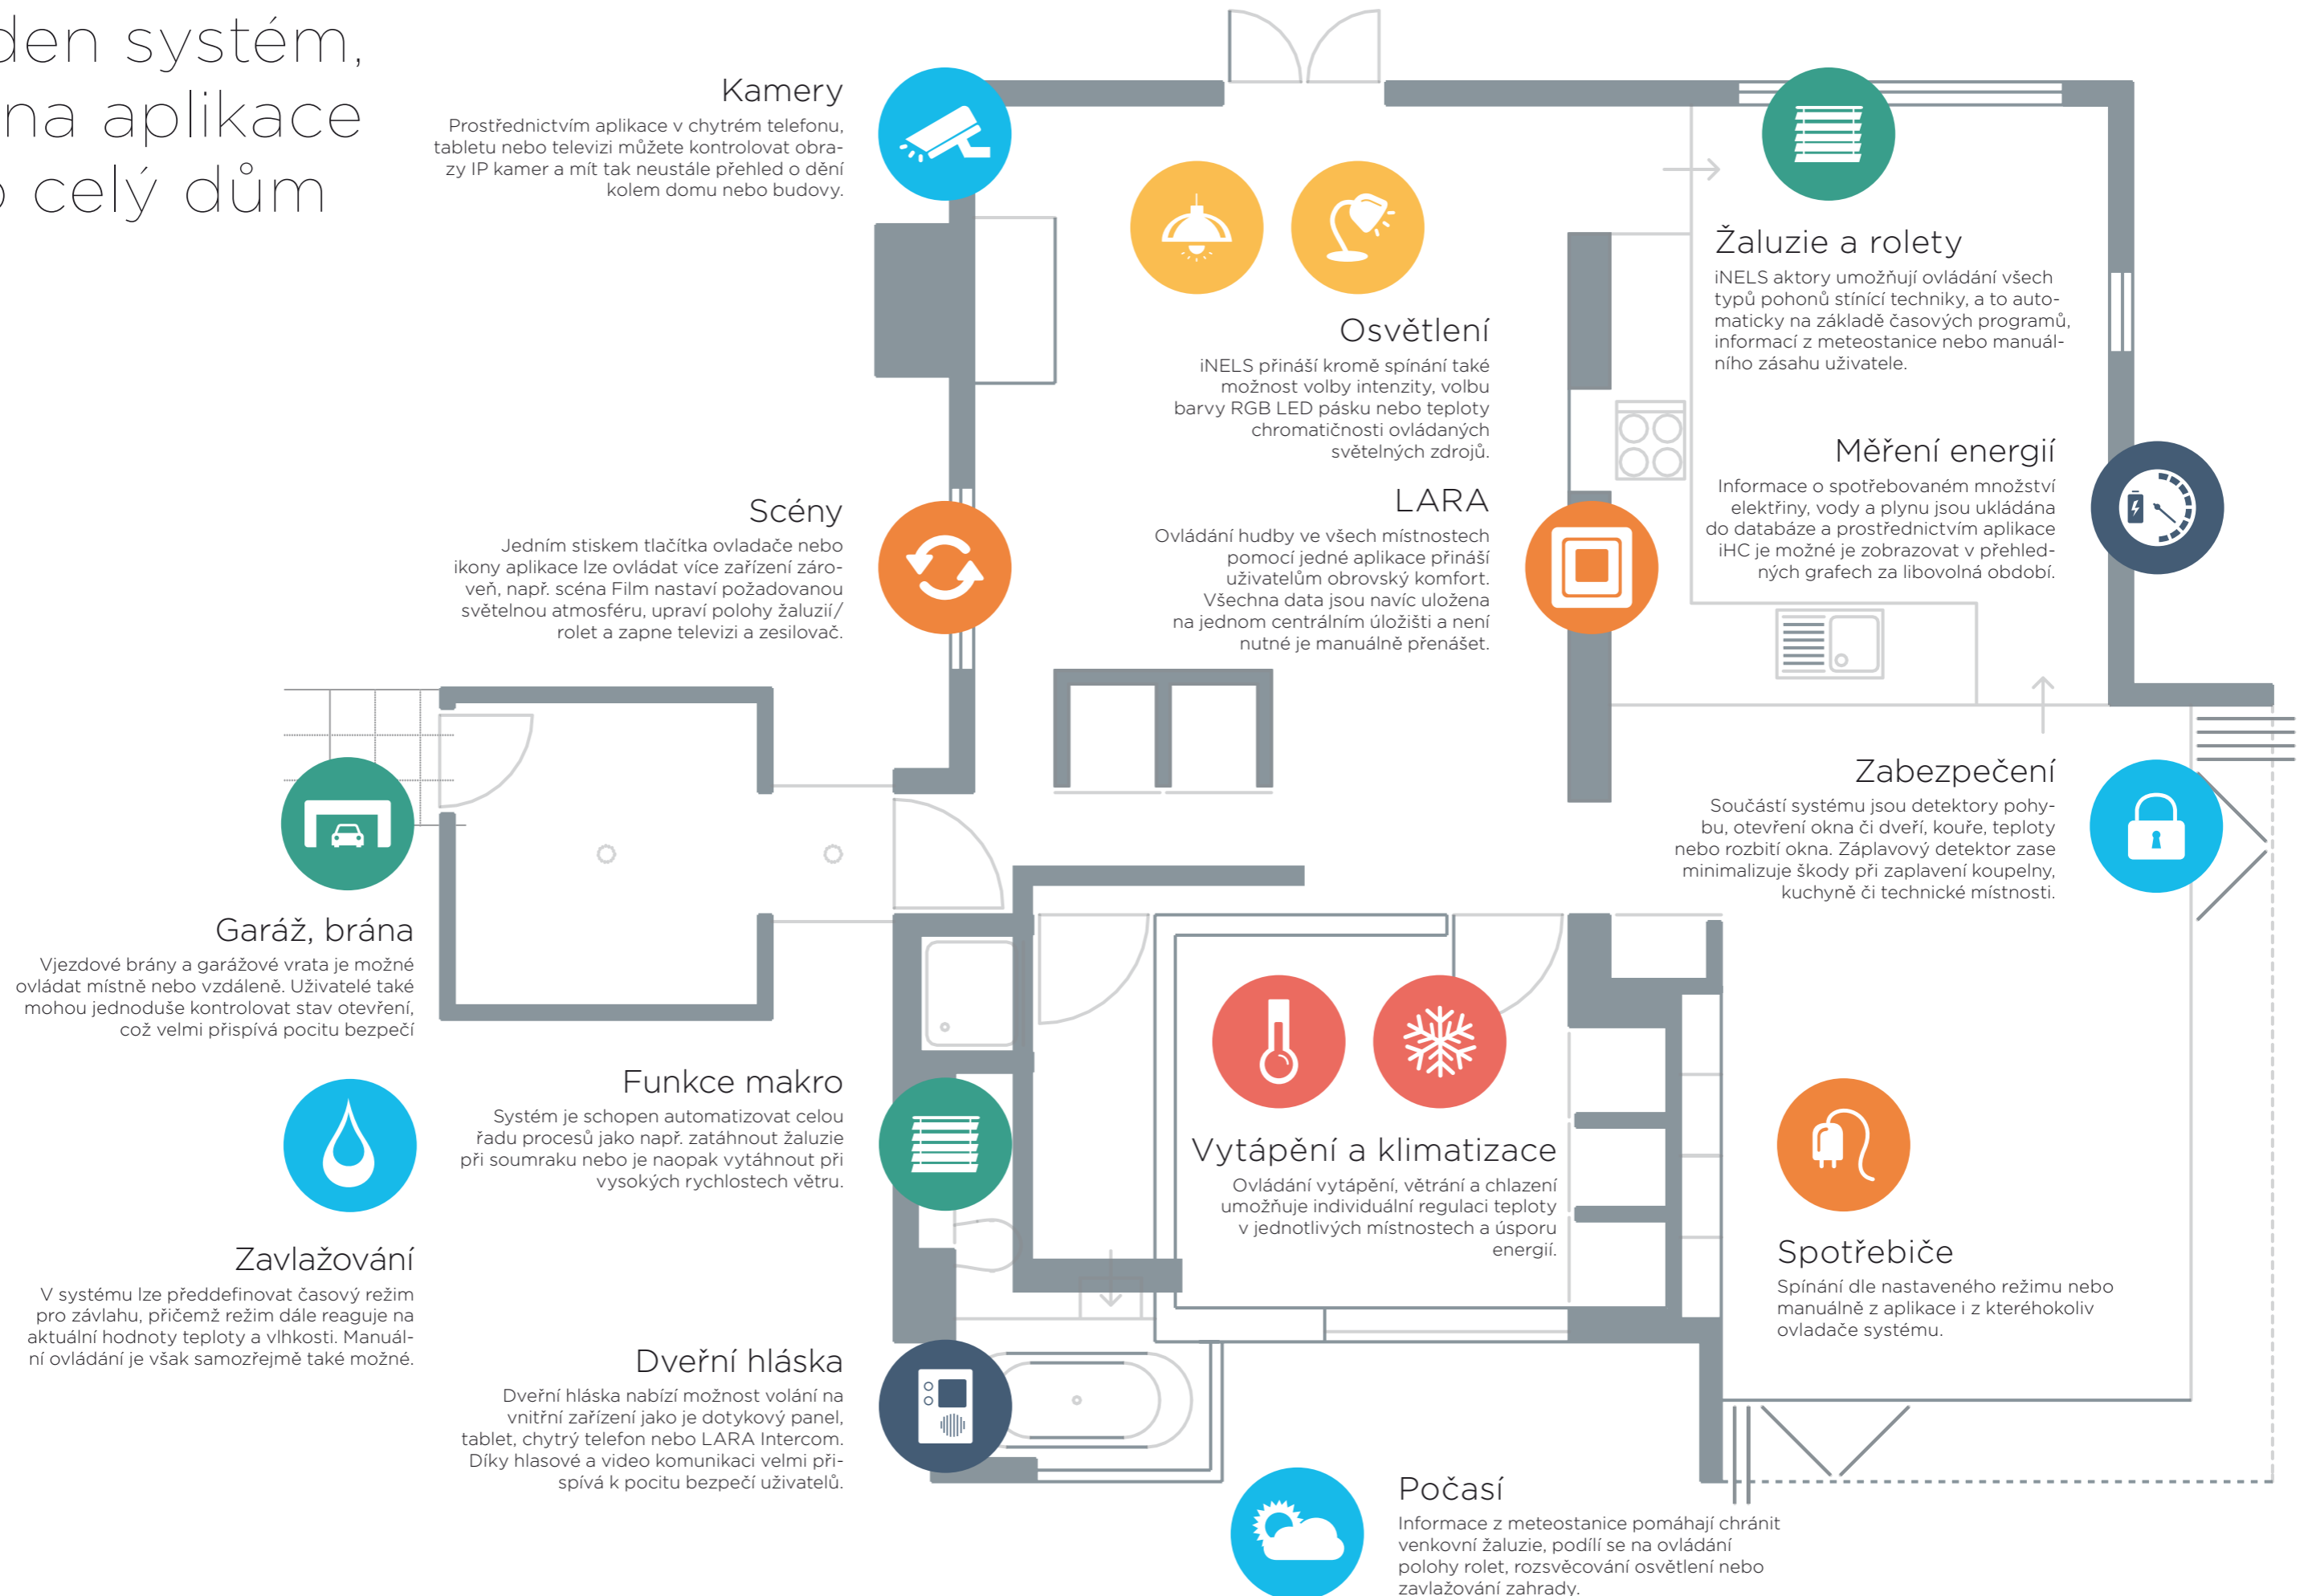 den systém,
na aplikace
celý dům
Kamery
Prostřednictvím aplikace v chytrém telefonu,
tabletu nebo televizi můžete kontrolovat obra-
zy IP kamer a mít tak neustále přehled o dění
kolem domu nebo budovy.
Žaluzie a rolety
iNELS aktory umožňují ovládání všech
typů pohonů stínící techniky, a to auto-
maticky na základě časových programů,
informací z meteostanice nebo manuál-
ního zásahu uživatele.
Osvětlení
iNELS přináší kromě spínání také
možnost volby intenzity, volbu
barvy RGB LED pásku nebo teploty
chromatičnosti ovládaných
světelných zdrojů.
Měření energií
Informace o spotřebovaném množství
elektřiny, vody a plynu jsou ukládána
do databáze a prostřednictvím aplikace
iHC je možné je zobrazovat v přehled-
ných grafech za libovolná období.
Scény
Jedním stiskem tlačítka ovladače nebo
ikony aplikace lze ovládat více zařízení záro-
veň, např. scéna Film nastaví požadovanou
světelnou atmosféru, upraví polohy žaluzií/
rolet a zapne televizi a zesilovač.
LARA
Ovládání hudby ve všech místnostech
pomocí jedné aplikace přináší
uživatelům obrovský komfort.
Všechna data jsou navíc uložena
na jednom centrálním úložišti a není
nutné je manuálně přenášet.
Zabezpečení
Součástí systému jsou detektory pohy-
bu, otevření okna či dveří, kouře, teploty
nebo rozbití okna. Záplavový detektor zase
minimalizuje škody při zaplavení koupelny,
kuchyně či technické místnosti.
Garáž, brána
Vjezdové brány a garážové vrata je možné
ovládat místně nebo vzdáleně. Uživatelé také
mohou jednoduše kontrolovat stav otevření,
což velmi přispívá pocitu bezpečí
Funkce makro
Systém je schopen automatizovat celou
řadu procesů jako např. zatáhnout žaluzie
při soumraku nebo je naopak vytáhnout při
vysokých rychlostech větru.
Vytápění a klimatizace
Ovládání vytápění, větrání a chlazení
umožňuje individuální regulaci teploty
v jednotlivých místnostech a úsporu
energií.
Zavlažování
V systému lze předdefinovat časový režim
pro závlahu, přičemž režim dále reaguje na
aktuální hodnoty teploty a vlhkosti. Manuál-
ní ovládání je však samozřejmě také možné.
Spotřebiče
Spínání dle nastaveného režimu nebo
manuálně z aplikace i z kteréhokoliv
ovladače systému.
Dveřní hláska
Dveřní hláska nabízí možnost volání na
vnitřní zařízení jako je dotykový panel,
tablet, chytrý telefon nebo LARA Intercom.
Díky hlasové a video komunikaci velmi při-
spívá k pocitu bezpečí uživatelů.
Počasí
Informace z meteostanice pomáhají chránit
venkovní žaluzie, podílí se na ovládání
polohy rolet, rozsvěcování osvětlení nebo
zavlažování zahrady.